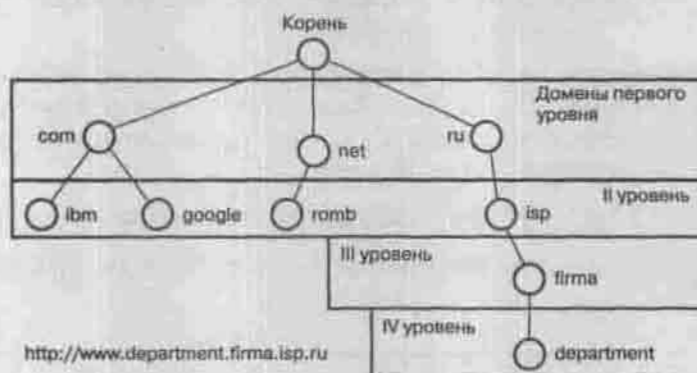 Корень
Домены первого
уровня
com
net
ru
II уровень
ibm
google
romb
isp
III уровень
firma
IV уровень
http://www.department.firma.isp.ru
department